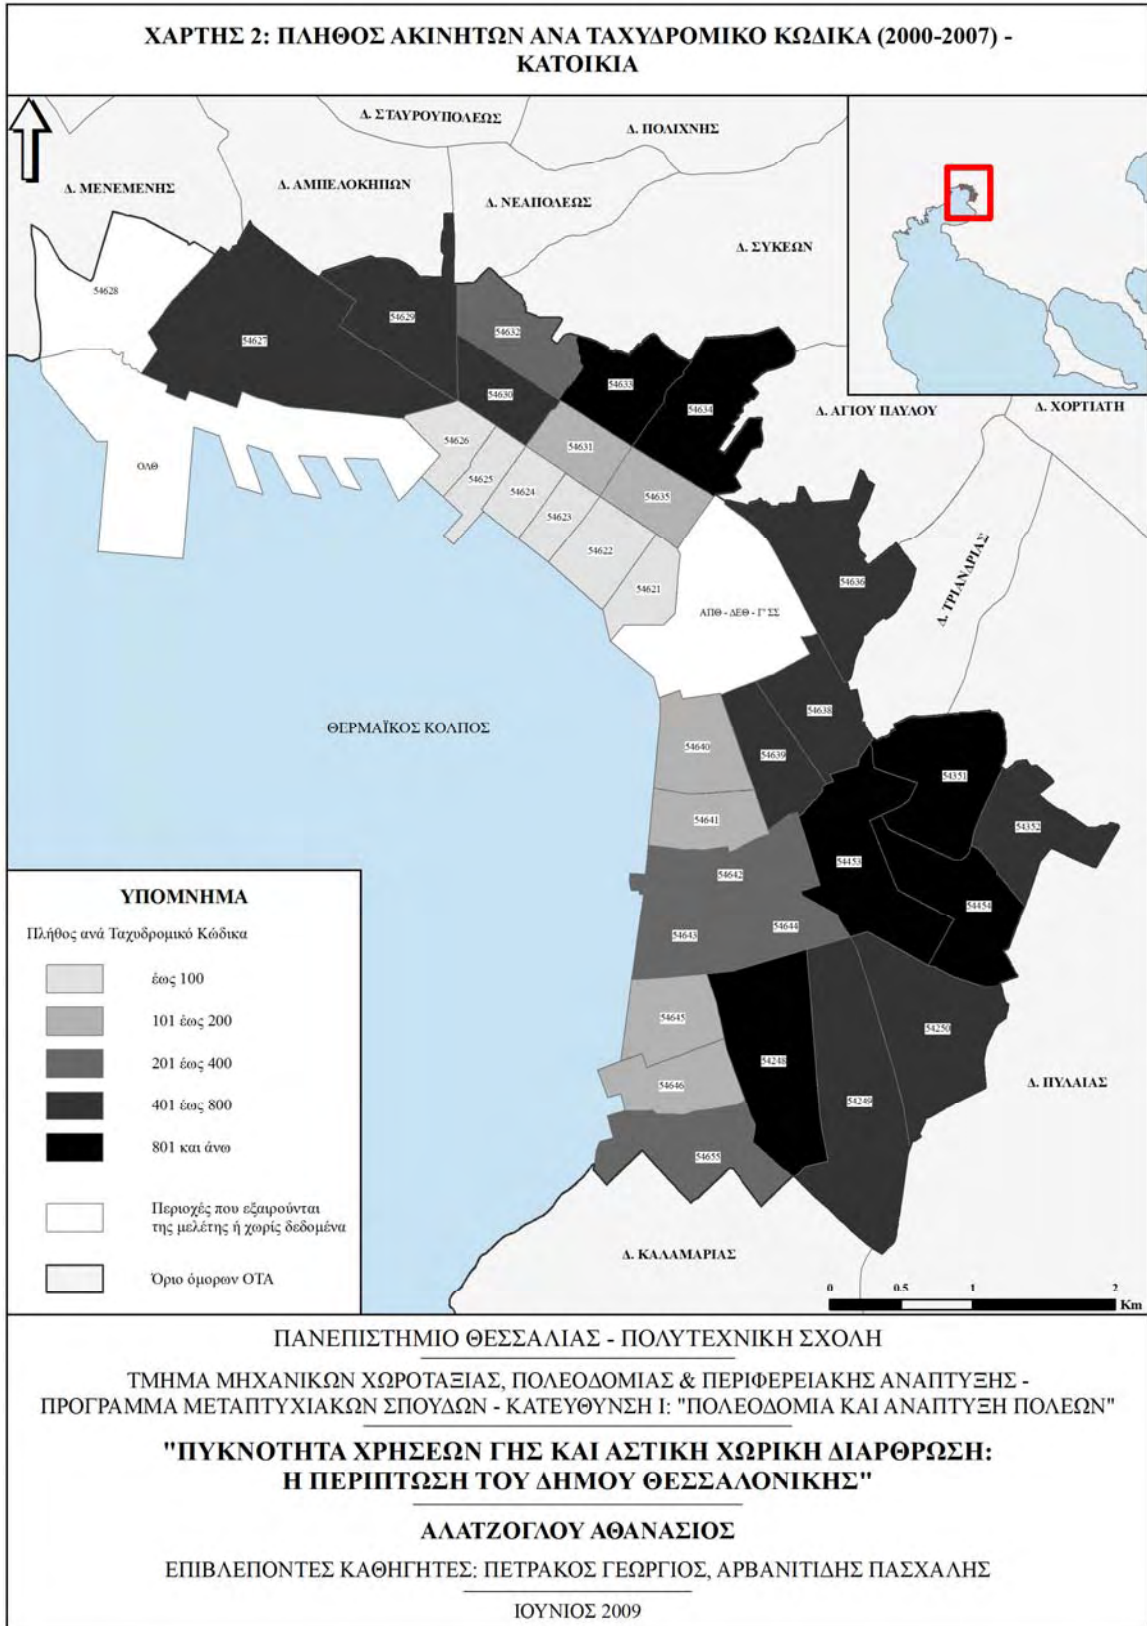 ΧΑΡΤΗΣ 2: ΠΛΗΘΟΣ ΑΚΙΝΗΤΩΝ ΑΝΑ ΤΑΧΥΔΡΟΜΙΚΟ ΚΩΔΙΚΑ (2000-2007) -
ΚΑΤΟΙΚΙΑ
Δ. ΣΤΑΥΡΟΥΠΟΛΕΩΣ
Δ. ΠΟΛΙΧΝΗΣ
Δ. ΜΕΝΕΜΕΝΗΣ
Δ. ΑΜΠΕΛΟΚΗΠΩΝ
Δ. ΝΕΑΠΟΛΕΩΣ
Δ. ΣΥΚΕΩΝ
54628
54629
54632
54627
54633
54630
54634
Δ. ΑΓΙΟΥ ΠΑΥΛΟΥ
Δ. ΧΟΡΤΙΑΤΗ
54626
54631
ΟΛΘ
54625
54624
54635
54623
54622
Δ. ΤΡΙΑΝΔΡΙΑΣ
54621
54636
ΑΠΘ - ΔΕΘ - Γ' ΣΣ
54638
ΘΕΡΜΑΪΚΟΣ ΚΟΛΠΟΣ
54640
54639
54351
54641
54352
54453
54642
54454
54643
54644
54645
54250
54248
54646
54249
Δ. ΠΥΛΑΙΑΣ
54655
Δ. ΚΑΛΑΜΑΡΙΑΣ
ΥΠΟΜΝΗΜΑ
Πλήθος ανά Ταχυδρομικό Κώδικα
έως 100
101 έως 200
201 έως 400
401 έως 800
801 και άνω
Περιοχές που εξαιρούνται
της μελέτης ή χωρίς δεδομένα
Όριο όμορων ΟΤΑ
0 0.5 1 2
Km
ΠΑΝΕΠΙΣΤΗΜΙΟ ΘΕΣΣΑΛΙΑΣ - ΠΟΛΥΤΕΧΝΙΚΗ ΣΧΟΛΗ
ΤΜΗΜΑ ΜΗΧΑΝΙΚΩΝ ΧΩΡΟΤΑΞΙΑΣ, ΠΟΛΕΟΔΟΜΙΑΣ & ΠΕΡΙΦΕΡΕΙΑΚΗΣ ΑΝΑΠΤΥΞΗΣ -
ΠΡΟΓΡΑΜΜΑ ΜΕΤΑΠΤΥΧΙΑΚΩΝ ΣΠΟΥΔΩΝ - ΚΑΤΕΥΘΥΝΣΗ Ι: "ΠΟΛΕΟΔΟΜΙΑ ΚΑΙ ΑΝΑΠΤΥΞΗ ΠΟΛΕΩΝ"
"ΠΥΚΝΟΤΗΤΑ ΧΡΗΣΕΩΝ ΓΗΣ ΚΑΙ ΑΣΤΙΚΗ ΧΩΡΙΚΗ ΔΙΑΡΘΡΩΣΗ:
Η ΠΕΡΙΠΤΩΣΗ ΤΟΥ ΔΗΜΟΥ ΘΕΣΣΑΛΟΝΙΚΗΣ"
ΑΛΑΤΖΟΓΛΟΥ ΑΘΑΝΑΣΙΟΣ
ΕΠΙΒΛΕΠΟΝΤΕΣ ΚΑΘΗΓΗΤΕΣ: ΠΕΤΡΑΚΟΣ ΓΕΩΡΓΙΟΣ, ΑΡΒΑΝΙΤΙΔΗΣ ΠΑΣΧΑΛΗΣ
ΙΟΥΝΙΟΣ 2009